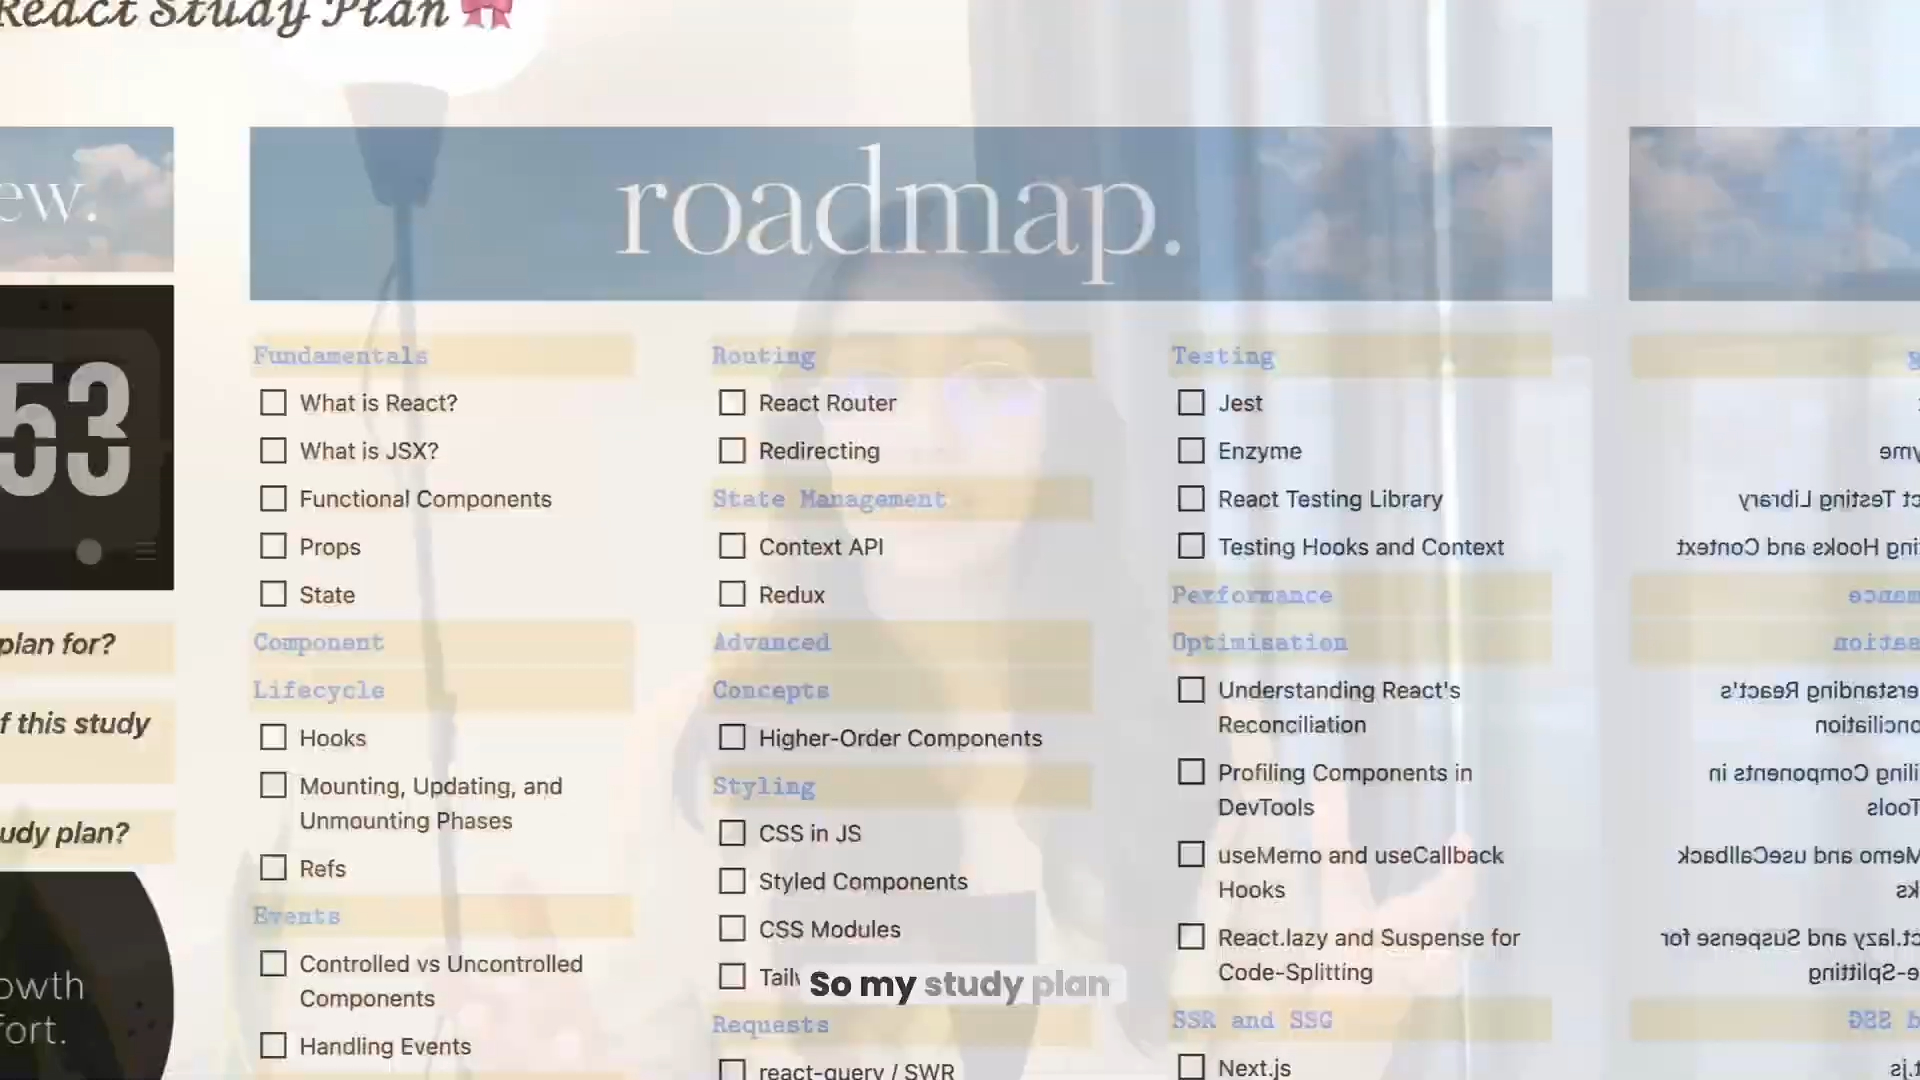 React Study Plan
ew.
53
plan for?
f this study
udy plan?
owth
fort.
roadmap.
Fundamentals
What is React?
What is JSX?
Functional Components
Props
State
Component
Lifecycle
Hooks
Mounting, Updating, and
Unmounting Phases
Refs
Events
Controlled vs Uncontrolled
Components
Handling Events
Routing
React Router
Redirecting
State Management
Context API
Redux
Advanced
Concepts
Higher-Order Components
Styling
CSS in JS
Styled Components
CSS Modules
Tail
Requests
react-query / SWR
Testing
Jest
Enzyme
React Testing Library
Testing Hooks and Context
Performance
Optimisation
Understanding React's
Reconciliation
Profiling Components in
DevTools
useMemo and useCallback
Hooks
React.lazy and Suspense for
Code-Splitting
SSR and SSG
Next.js
So my study plan